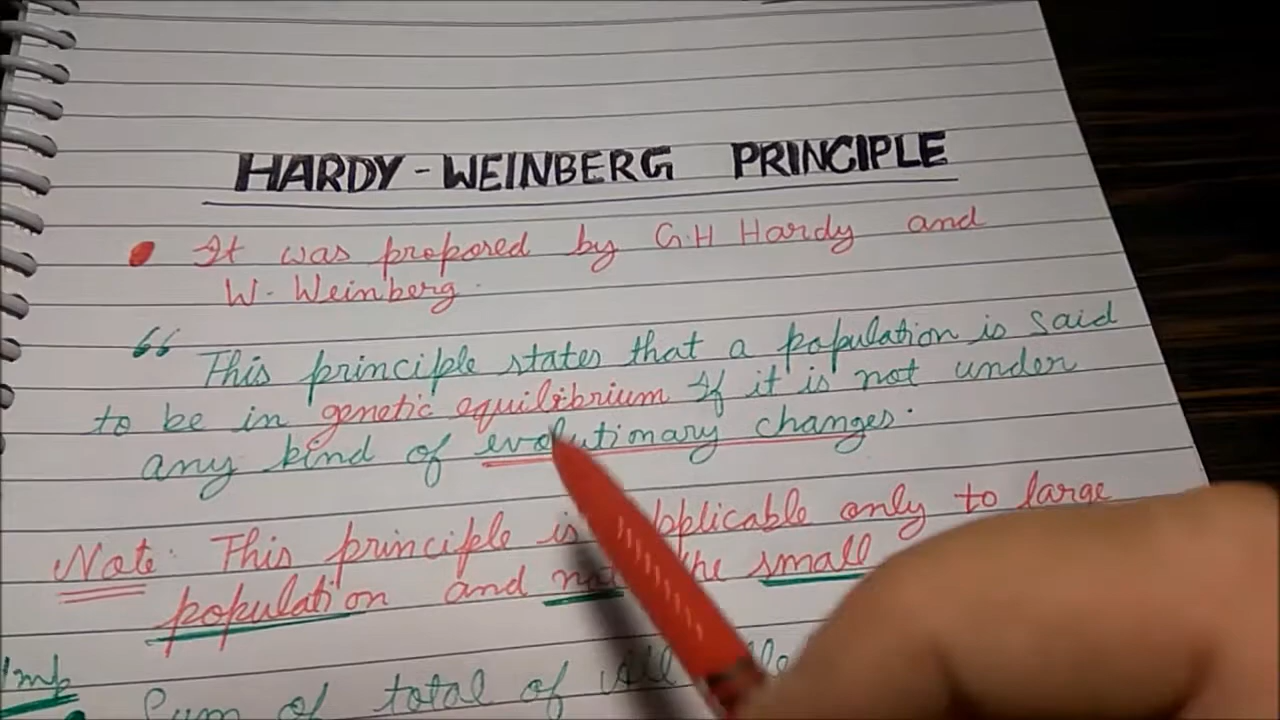 HARDY-WEINBERG PRINCIPLE
• It was proposed by G.H Hardy and
W. Weinberg.
“ This principle states that a population is said
to be in genetic equilibrium If it is not under
any kind of evolutionary changes.
Note: This principle is applicable only to large
population and not the small
Imp
Sum of total of All